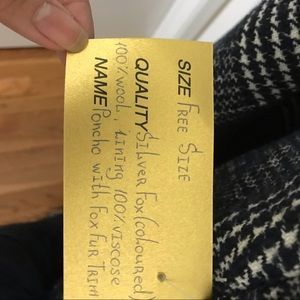 SIZE FREE SIZE
QUALITY SILVER FOX (COLOURED)
100% WOOL, LINING 100% VISCOSE
NAME PONCHO WITH FOX FUR TRIM